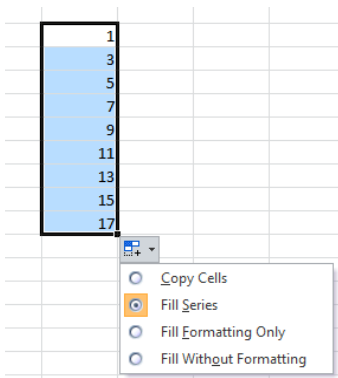 1
3
5
7
9
11
13
15
17
Copy Cells
Fill Series
Fill Formatting Only
Fill Without Formatting